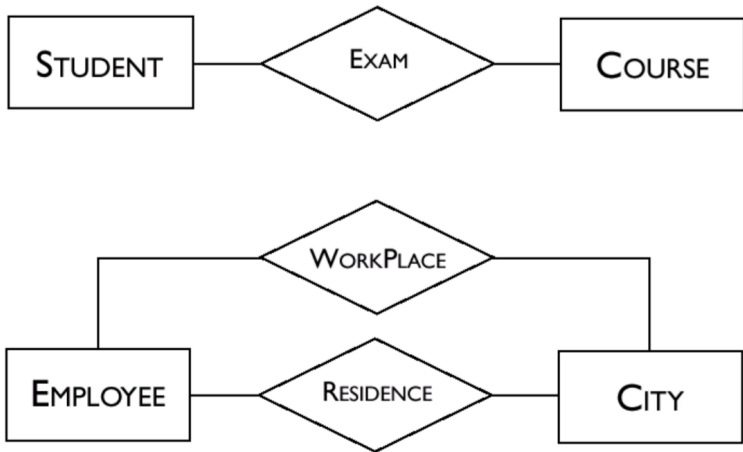 STUDENT
EXAM
COURSE
WORKPLACE
EMPLOYEE
RESIDENCE
CITY